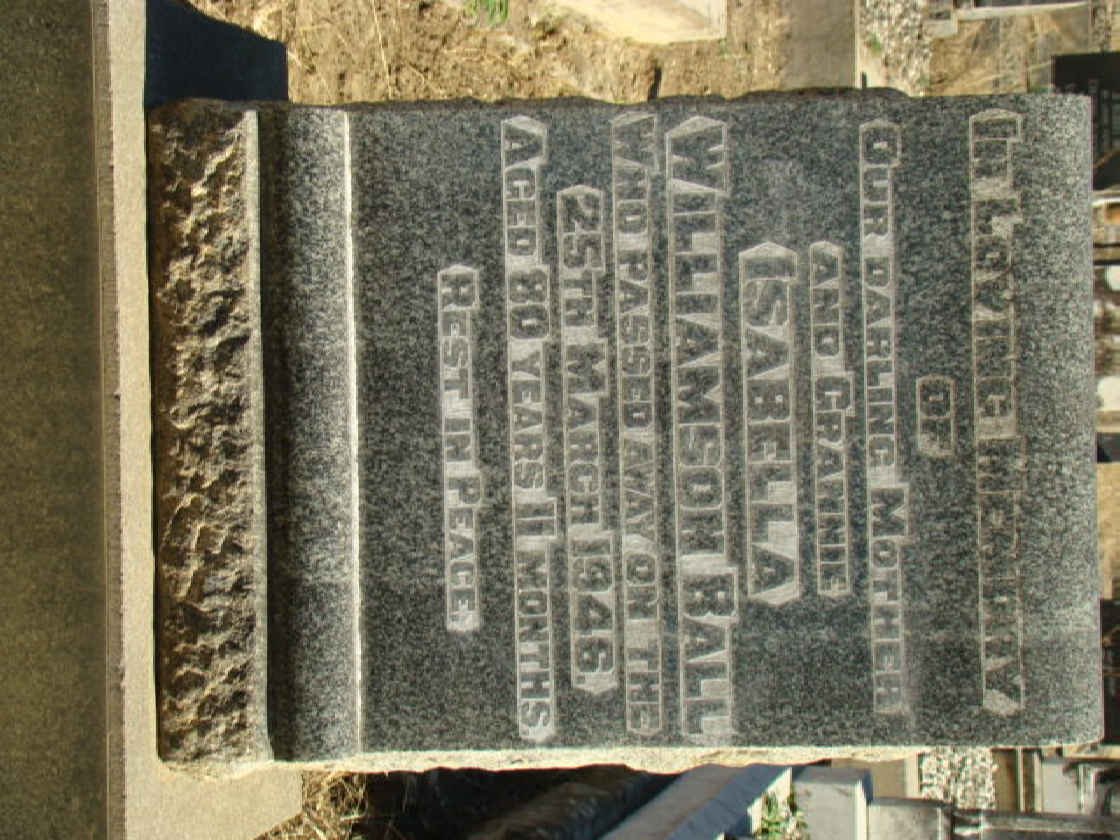 IN LOVING MEMORY
OF
OUR DARLING MOTHER
AND GRANNIE
ISABELLA
WILLIAMSON BALL
WHO PASSED AWAY ON THE
25TH MARCH 1946.
AGED 80 YEARS 11 MONTHS
REST IN PEACE.